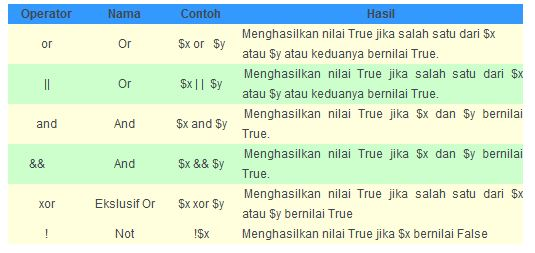 Operator Nama Contoh Hasil
or Or $x or $y Menghasilkan nilai True jika salah satu dari $x
atau $y atau keduanya bernilai True.
|| Or $x | | $y Menghasilkan nilai True jika salah satu dari $x
atau $y atau keduanya bernilai True.
and And $x and $y Menghasilkan nilai True jika $x dan $y bernilai
True.
&& And $x && $y Menghasilkan nilai True jika $x dan $y bernilai
True.
xor Ekslusif Or $x xor $y Menghasilkan nilai True jika salah satu dari $x
atau $y bernilai True
! Not !$x Menghasilkan nilai True jika $x bernilai False